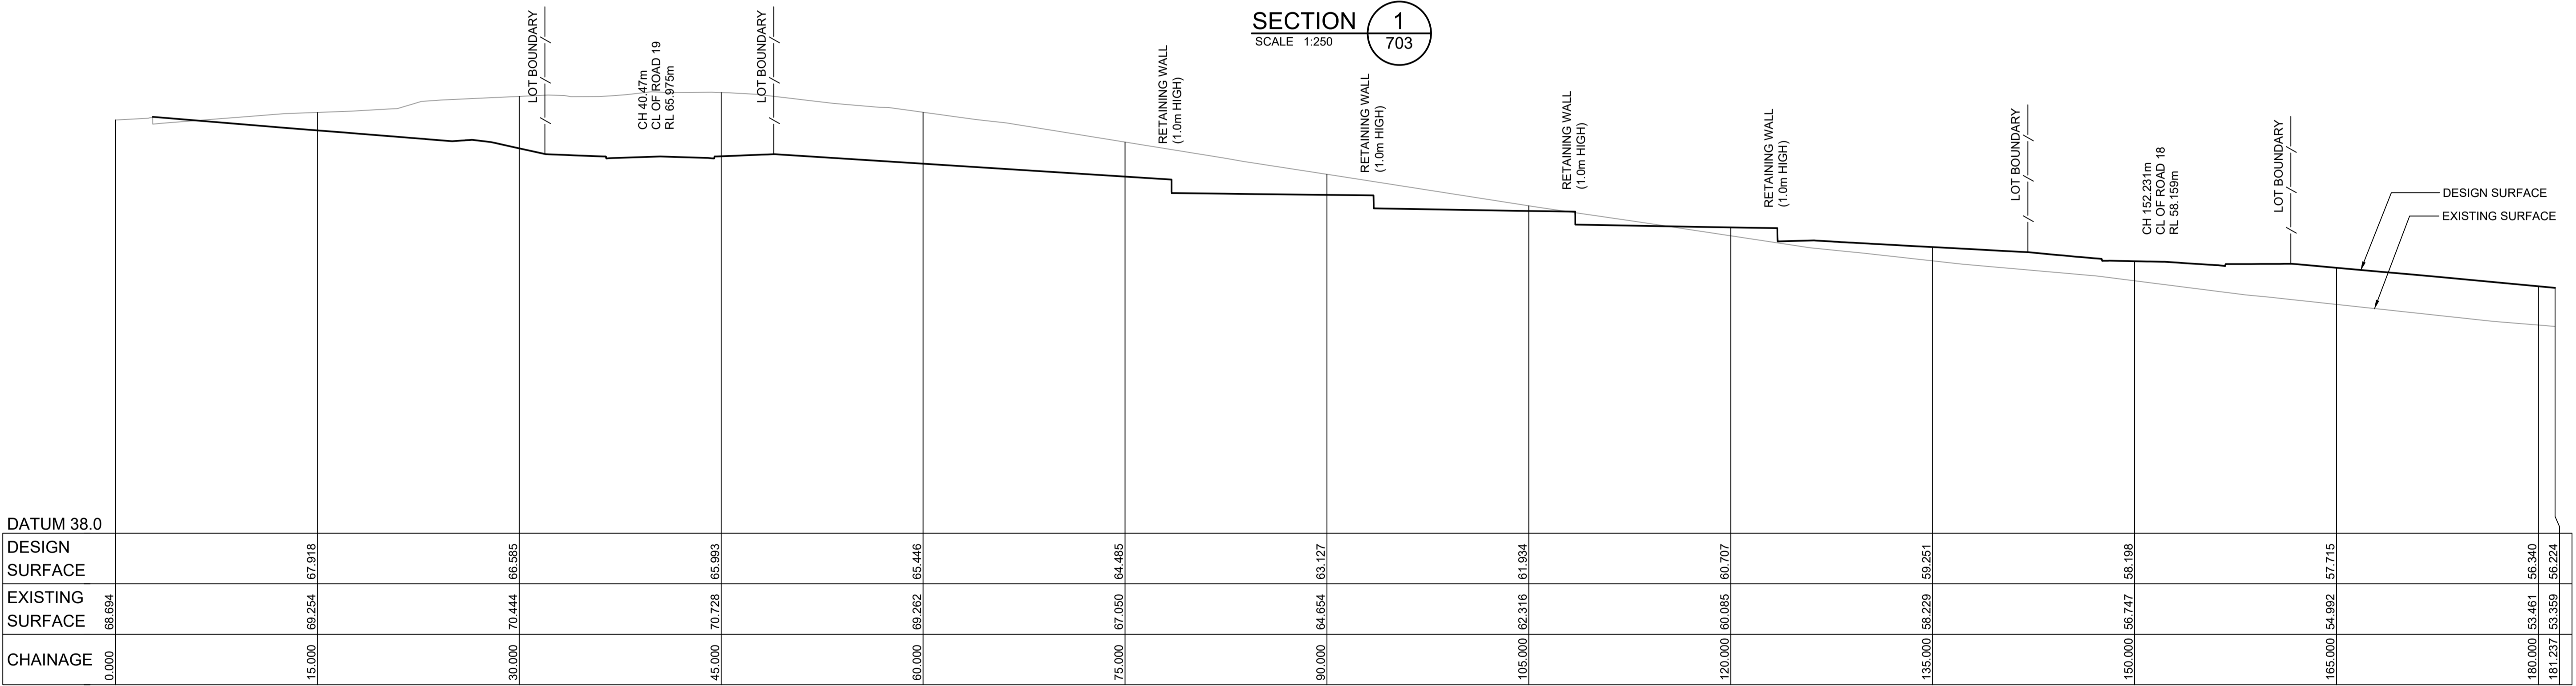 SECTION
SCALE 1:250
1
703
LOT BOUNDARY
CH 40.47m
CL OF ROAD 19
RL 65.975m
LOT BOUNDARY
RETAINING WALL
(1.0m HIGH)
RETAINING WALL
(1.0m HIGH)
RETAINING WALL
(1.0m HIGH)
RETAINING WALL
(1.0m HIGH)
LOT BOUNDARY
CH 152.231m
CL OF ROAD 18
RL 58.159m
LOT BOUNDARY
DESIGN SURFACE
EXISTING SURFACE
DATUM 38.0
DESIGN
SURFACE
67.918
66.585
65.993
65.446
64.485
63.127
61.934
60.707
59.251
58.198
57.715
56.340
56.224
EXISTING
SURFACE
68.694
69.254
70.444
70.728
69.262
67.050
64.654
62.316
60.085
58.229
56.747
54.992
53.461
53.359
CHAINAGE
0.000
15.000
30.000
45.000
60.000
75.000
90.000
105.000
120.000
135.000
150.000
165.000
180.000
181.237